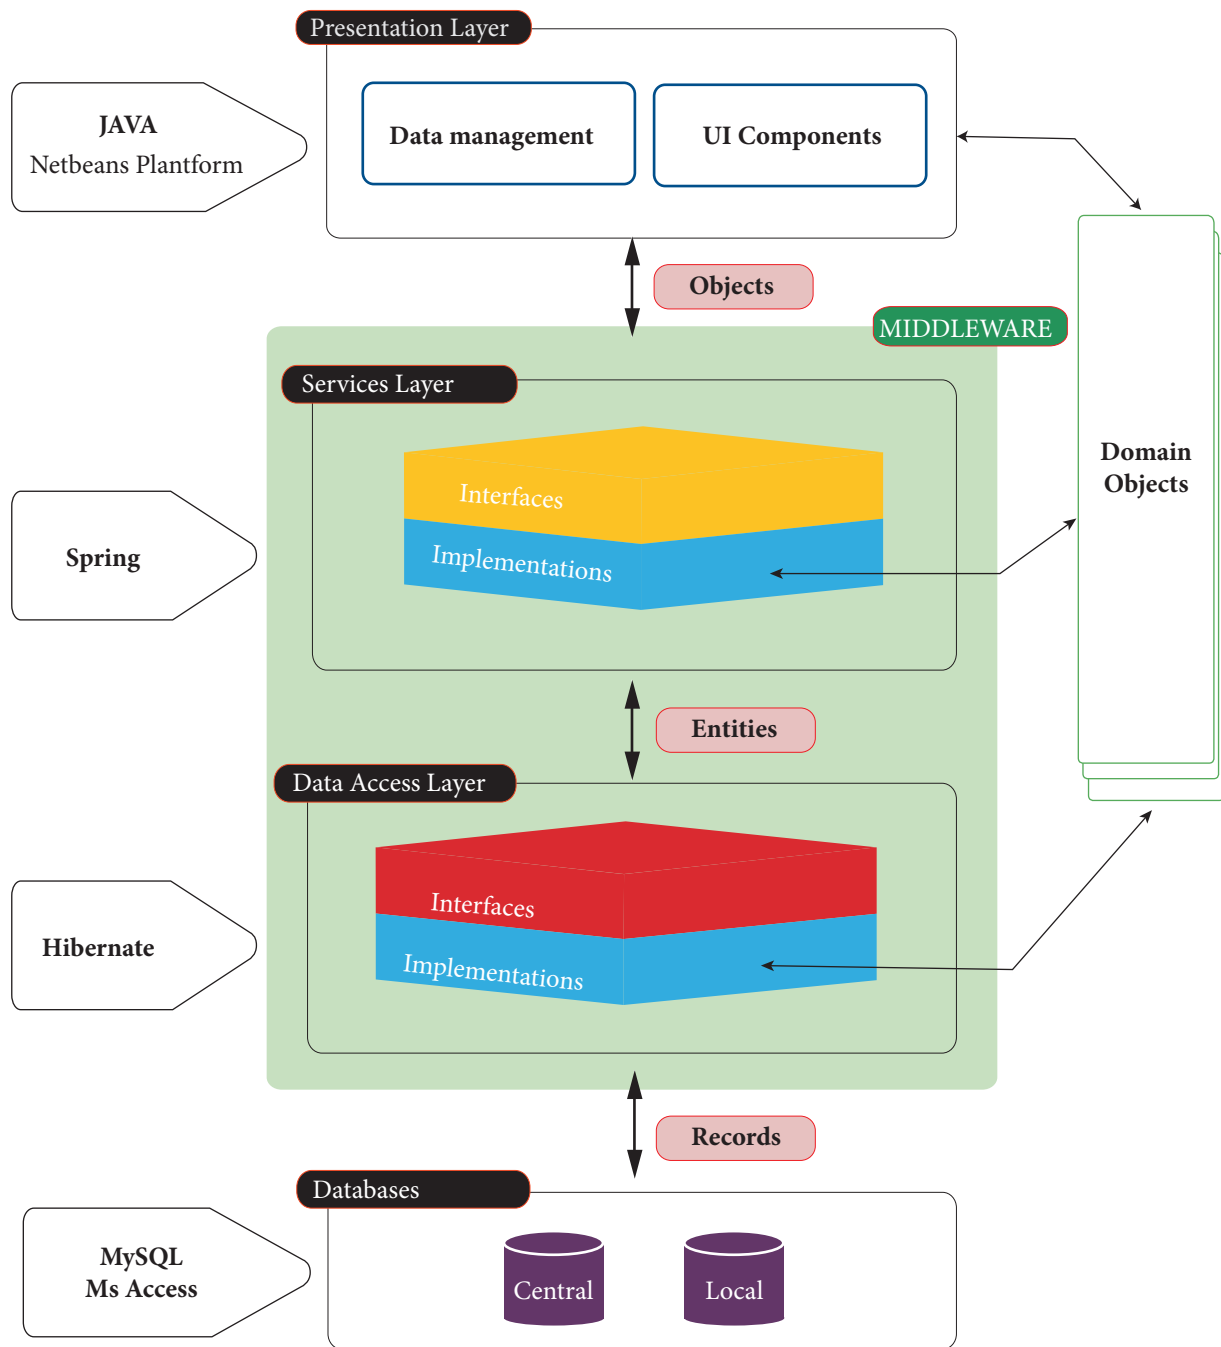 Presentation Layer
JAVA
Netbeans Plantform
Data management
UI Components
Objects
MIDDLEWARE
Services Layer
Interfaces
Implementations
Spring
Domain
Objects
Entities
Data Access Layer
Interfaces
Implementations
Hibernate
Records
Databases
MySQL
Ms Access
Central
Local